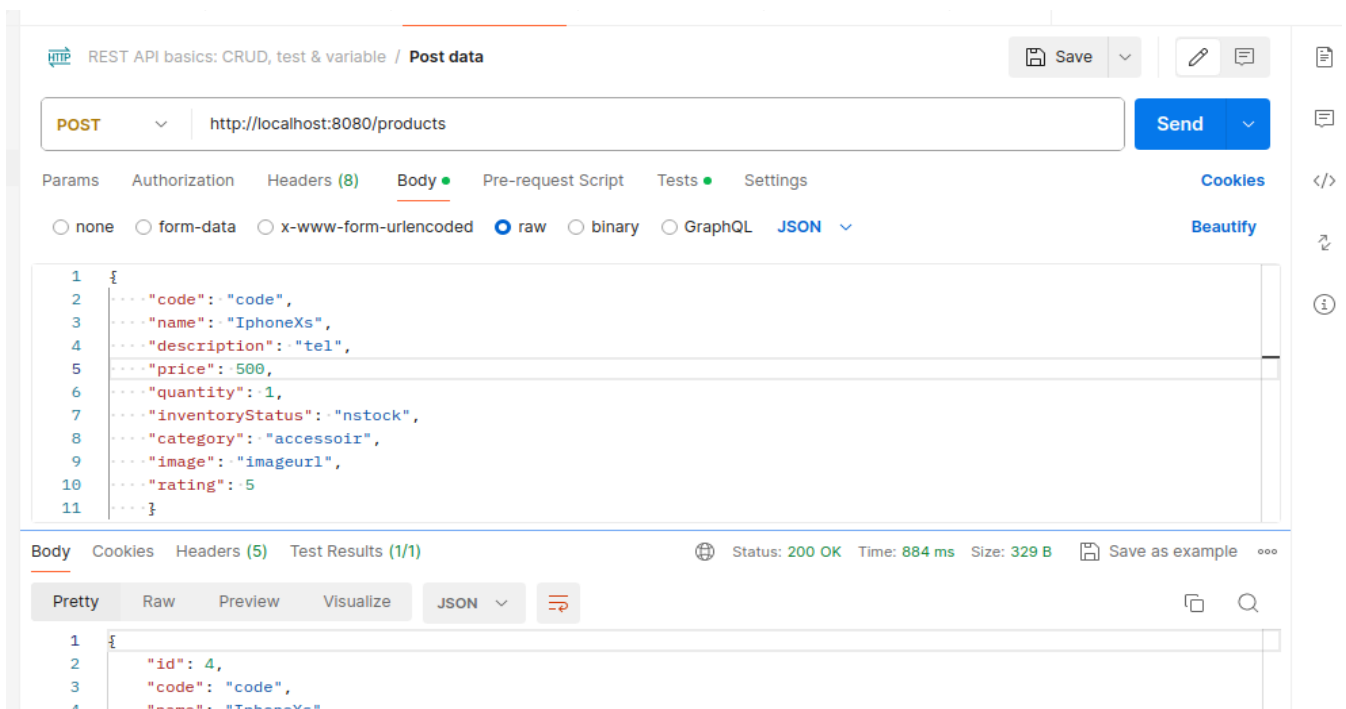 HTTP REST API basics: CRUD, test & variable / Post data Save
POST http://localhost:8080/products Send
Params Authorization Headers (8) Body Pre-request Script Tests Settings Cookies
none form-data x-www-form-urlencoded raw binary GraphQL JSON Beautify
1 {
2 ····"code":·"code",
3 ····"name":·"IphoneXs",
4 ····"description":·"tel",
5 ····"price":·500,
6 ····"quantity":·1,
7 ····"inventoryStatus":·"nstock",
8 ····"category":·"accessoir",
9 ····"image":·"imageurl",
10 ····"rating":·5
11 ····}
Body Cookies Headers (5) Test Results (1/1) Status: 200 OK Time: 884 ms Size: 329 B Save as example
Pretty Raw Preview Visualize JSON
1 {
2 "id": 4,
3 "code": "code",
4 "name": "IphoneXs"